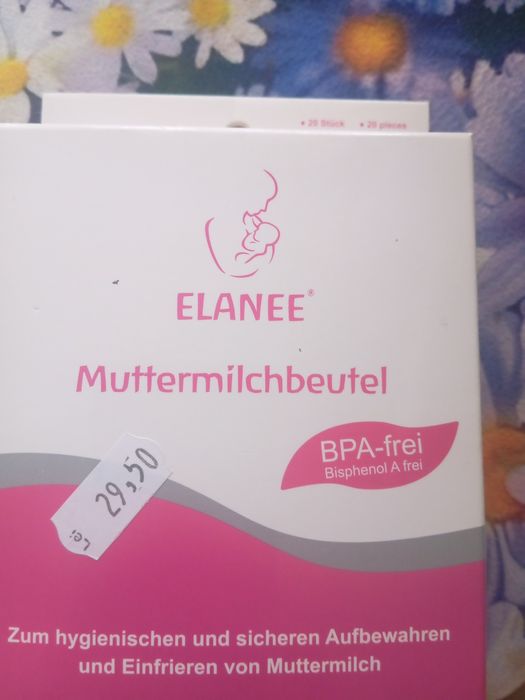 • 20 Stück • 20 pieces
ELANEE®
Muttermilchbeutel
BPA-frei
Bisphenol A frei
29,50
Lei
Zum hygienischen und sicheren Aufbewahren
und Einfrieren von Muttermilch